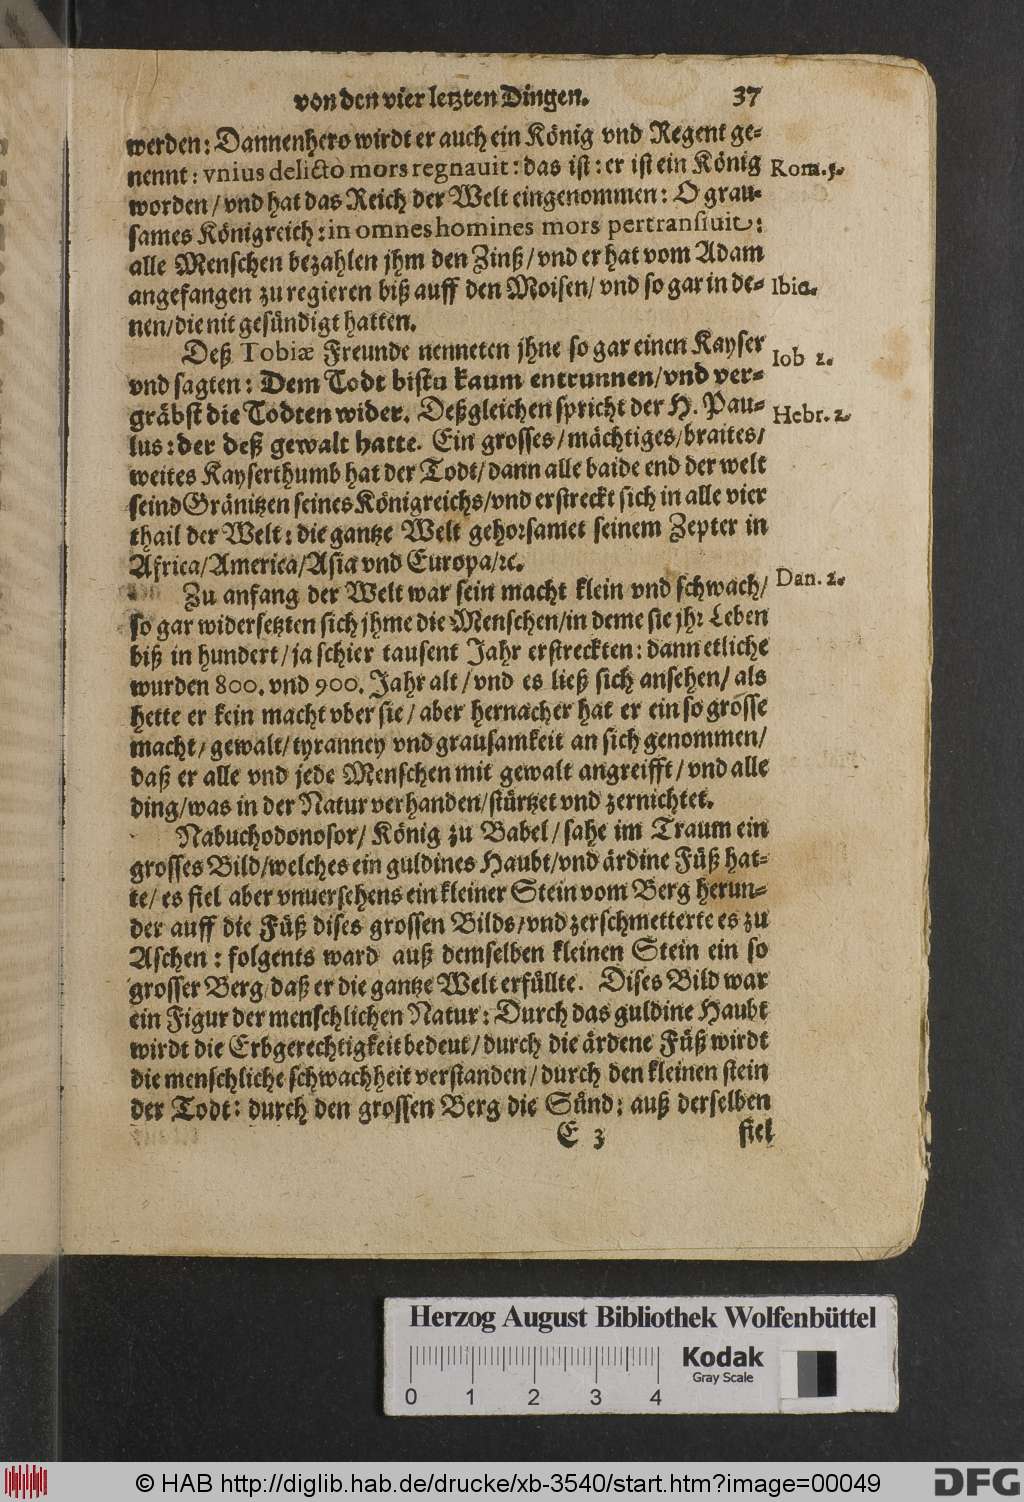 von den vier letzten Dingen. 37
werden: Dannenhero wirdt er auch ein König vnd Regent ge-
nennt: vnius delicto mors regnauit: das ist: er ist ein König Rom. 5.
worden/ vnd hat das Reich der Welt eingenommen: O grau-
sames Königreich: in omnes homines mors pertransiuit:
alle Menschen bezahlen jhm den Zinß/ vnd er hat vom Adam
angefangen zu regieren biß auff den Moisen/ vnd so gar in de- Ibid.
nen/ die nit gesündigt hatten.
Deß Tobiæ Freunde nenneten jhne so gar einen Kayser
vnd sagten: Dem Todt bistu kaum entrunnen/ vnd ver- Iob 2.
gräbst die Todten wider. Deßgleichen spricht der H. Pau- Hebr. 2.
lus: der deß gewalt hatte. Ein grosses/ mächtiges/ braites/
weites Kayserthumb hat der Todt/ dann alle baide end der welt
seind Gränitzen seines Königreichs/ vnd erstreckt sich in alle vier
thail der Welt: die gantze Welt gehorsamet seinem Zepter in
Africa/ America/ Asia vnd Europa/ ꝛc.
Zu anfang der Welt war sein macht klein vnd schwach/ Dan. 2.
so gar widersetzten sich jhme die Menschen/ in deme sie jhr Leben
biß in hundert/ ja schier tausent Jahr erstreckten: dann etliche
wurden 800. vnd 900. Jahr alt/ vnd es ließ sich ansehen/ als
hette er kein macht vber sie/ aber hernacher hat er ein so grosse
macht/ gewalt/ tyranney vnd grausamkeit an sich genommen/
daß er alle vnd jede Menschen mit gewalt angreifft/ vnd alle
ding/ was in der Natur verhanden/ stürtzet vnd zernichtet.
Nabuchodonosor/ König zu Babel/ sahe im Traum ein
grosses Bild/ welches ein guldines Haubt/ vnd ärdine Füß hat-
te/ es fiel aber vnuersehens ein kleiner Stein vom Berg herun-
der auff die Füß dises grossen Bilds/ vnd zerschmetterte es zu
Aschen: folgents ward auß demselben kleinen Stein ein so
grosser Berg/ daß er die gantze Welt erfüllte. Dises Bild war
ein Figur der menschlichen Natur: Durch das guldine Haubt
wirdt die Erbgerechtigkeit bedeut/ durch die ärdene Füß wirdt
die menschliche schwachheit verstanden/ durch den kleinen stein
der Todt: durch den grossen Berg die Sünd: auß derselben
E 3 fiel
Herzog August Bibliothek Wolfenbüttel
0 1 2 3 4
Kodak
Gray Scale
© HAB http://diglib.hab.de/drucke/xb-3540/start.htm?image=00049
DFG